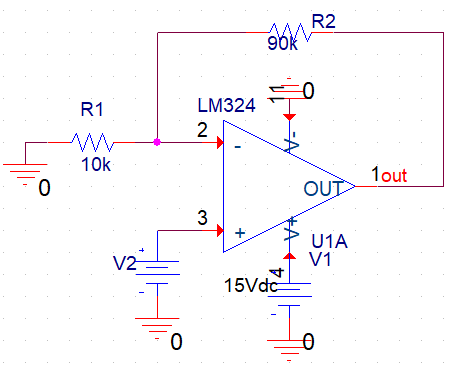 R2
90k
11
0
V-
LM324
R1
10k
0
2
-
OUT
1
out
3
+
V+
U1A
V1
V2
+
-
0
4
15Vdc
-
0